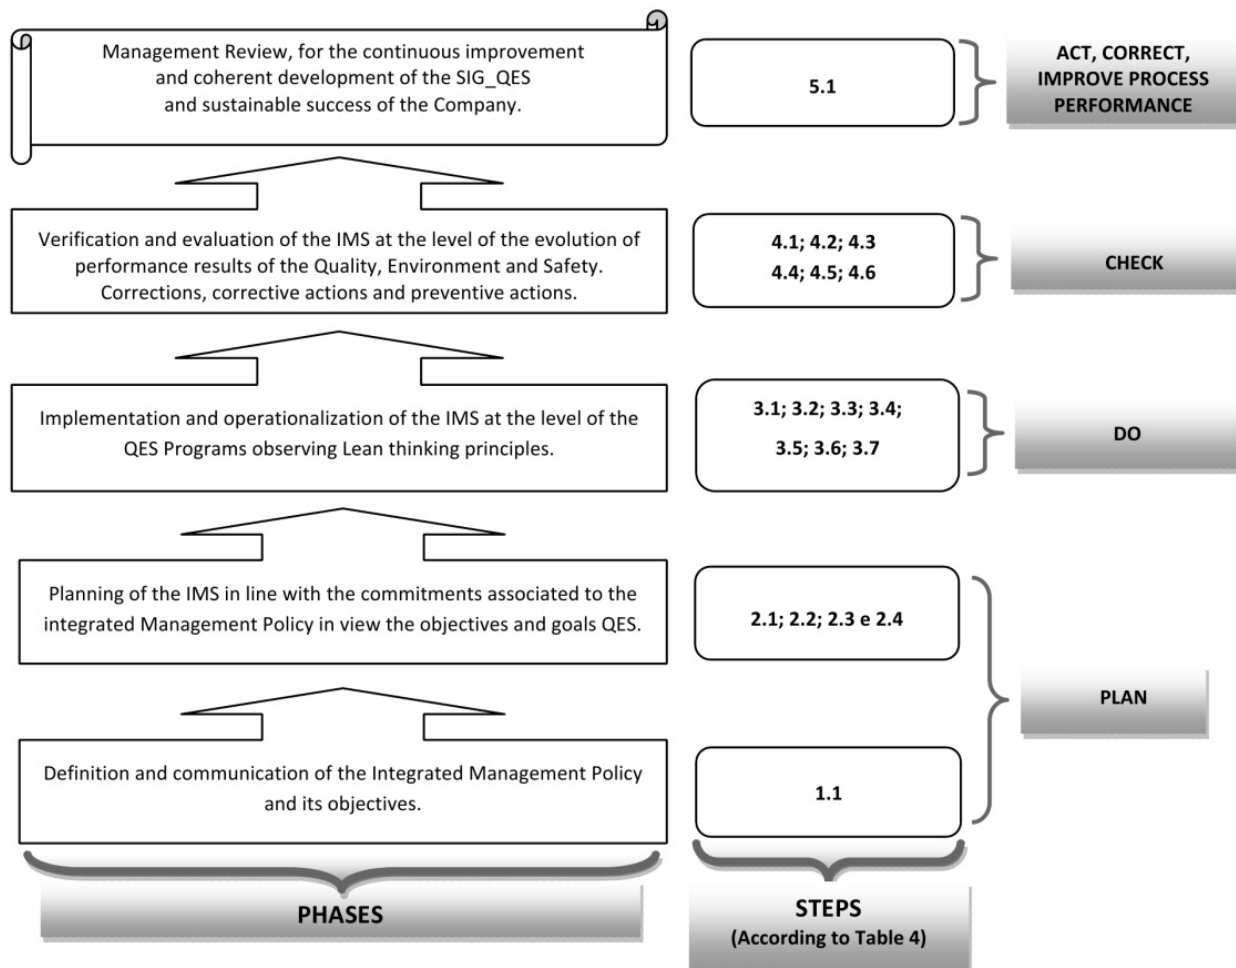 Management Review, for the continuous improvement
and coherent development of the SIG_QES
and sustainable success of the Company.
5.1
ACT, CORRECT,
IMPROVE PROCESS
PERFORMANCE
Verification and evaluation of the IMS at the level of the evolution of
performance results of the Quality, Environment and Safety.
Corrections, corrective actions and preventive actions.
4.1; 4.2; 4.3
4.4; 4.5; 4.6
CHECK
Implementation and operationalization of the IMS at the level of the
QES Programs observing Lean thinking principles.
3.1; 3.2; 3.3; 3.4;
3.5; 3.6; 3.7
DO
Planning of the IMS in line with the commitments associated to the
integrated Management Policy in view the objectives and goals QES.
2.1; 2.2; 2.3 e 2.4
PLAN
Definition and communication of the Integrated Management Policy
and its objectives.
1.1
PHASES
STEPS
(According to Table 4)